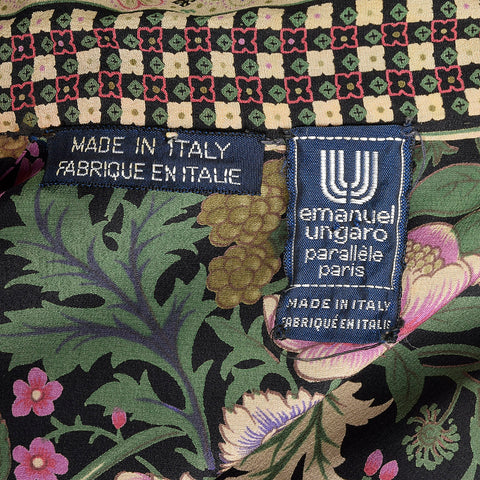 MADE IN ITALY
FABRIQUE EN ITALIE
emanuel
ungaro
parallèle
paris
MADE IN ITALY
FABRIQUÉ EN ITALIE